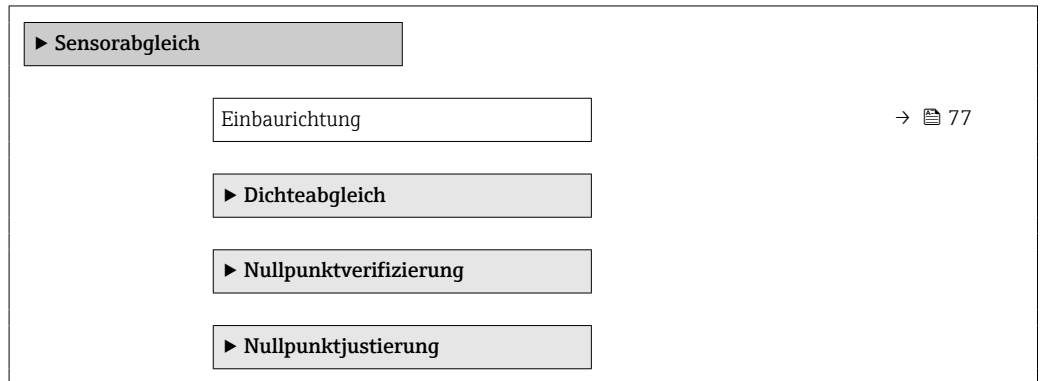 ▶ Sensorabgleich
Einbaurichtung → 77
▶ Dichteabgleich
▶ Nullpunktverifizierung
▶ Nullpunktjustierung